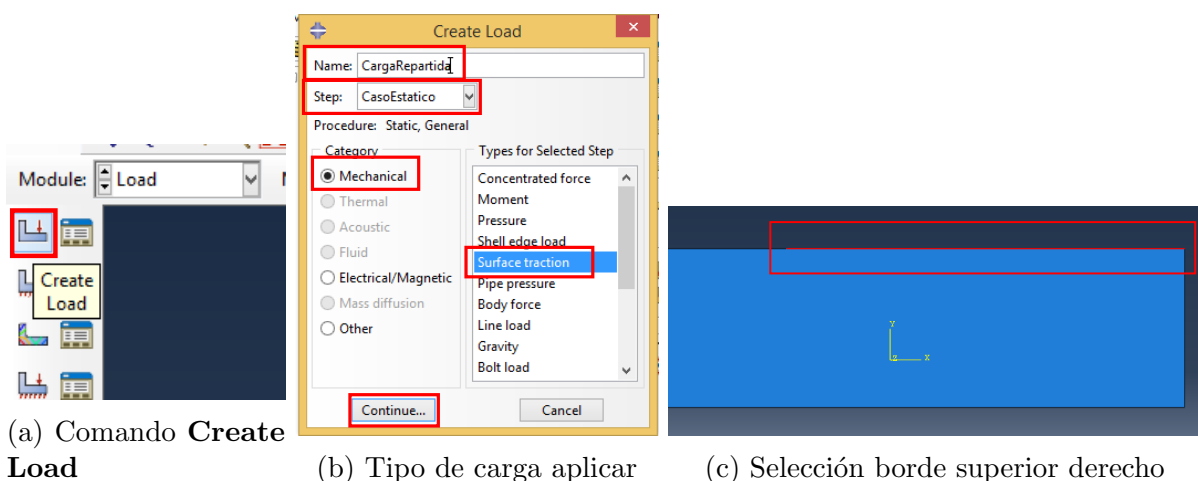 Module: Load
Create
Load
(a) Comando Create
Load
Create Load
Name: CargaRepartida
Step: CasoEstatico
Procedure: Static, General
Category
Mechanical
Thermal
Acoustic
Fluid
Electrical/Magnetic
Mass diffusion
Other
Types for Selected Step
Concentrated force
Moment
Pressure
Shell edge load
Surface traction
Pipe pressure
Body force
Line load
Gravity
Bolt load
Continue...
Cancel
(b) Tipo de carga aplicar
Y
Z X
(c) Selección borde superior derecho